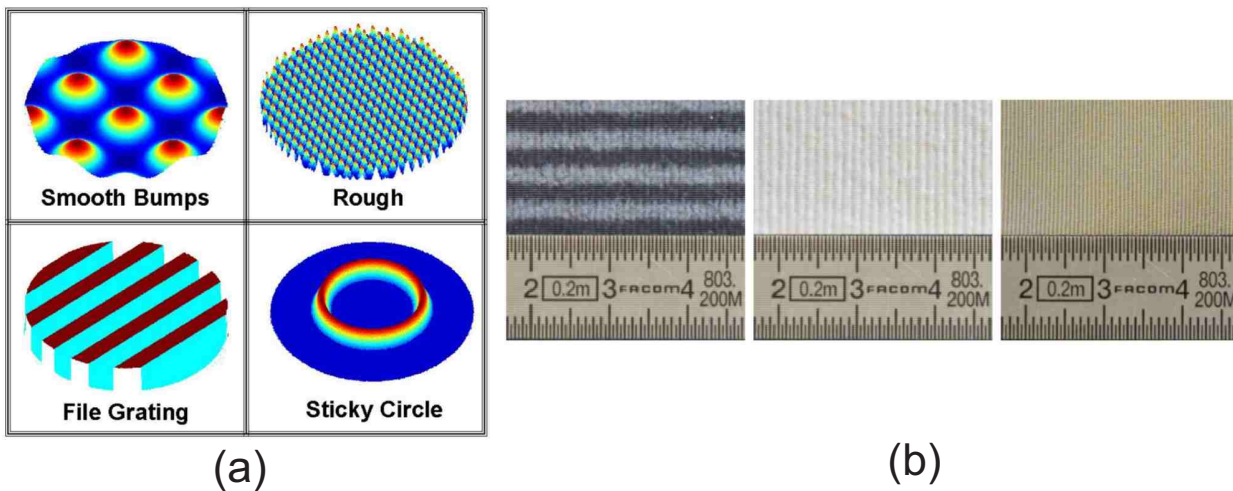 Smooth Bumps
Rough
File Grating
Sticky Circle
(a)
2 0.2m 3 FACOM 4 803.
200M
2 0.2m 3 FACOM 4 803.
200M
2 0.2m 3 FACOM 4 803.
200M
(b)